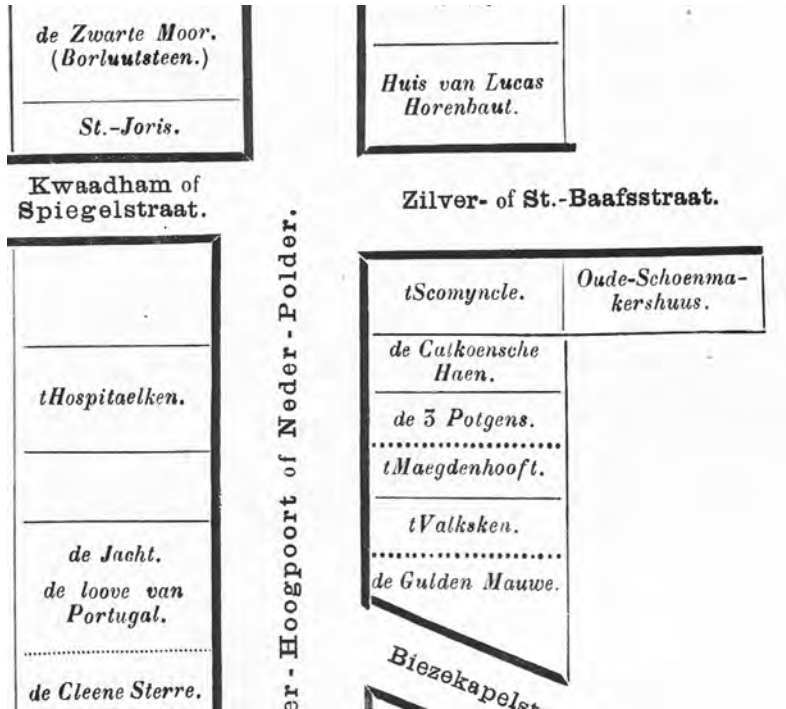 de Zwarte Moor.
(Borluutsteen.)
St.-Joris.
Huis van Lucas
Horenbaut.
Kwaadham of
Spiegelstraat.
Zilver- of St.-Baafsstraat.
-Hoogpoort of Neder-Polder.
tHospitaelken.
de Jacht.
de loove van
Portugal.
de Cleene Sterre.
tScomyncle.
Oude-Schoenma-
kershuus.
de Calkoensche
Haen.
de 3 Potgens.
tMaegdenhooft.
tValksken.
de Gulden Mauwe.